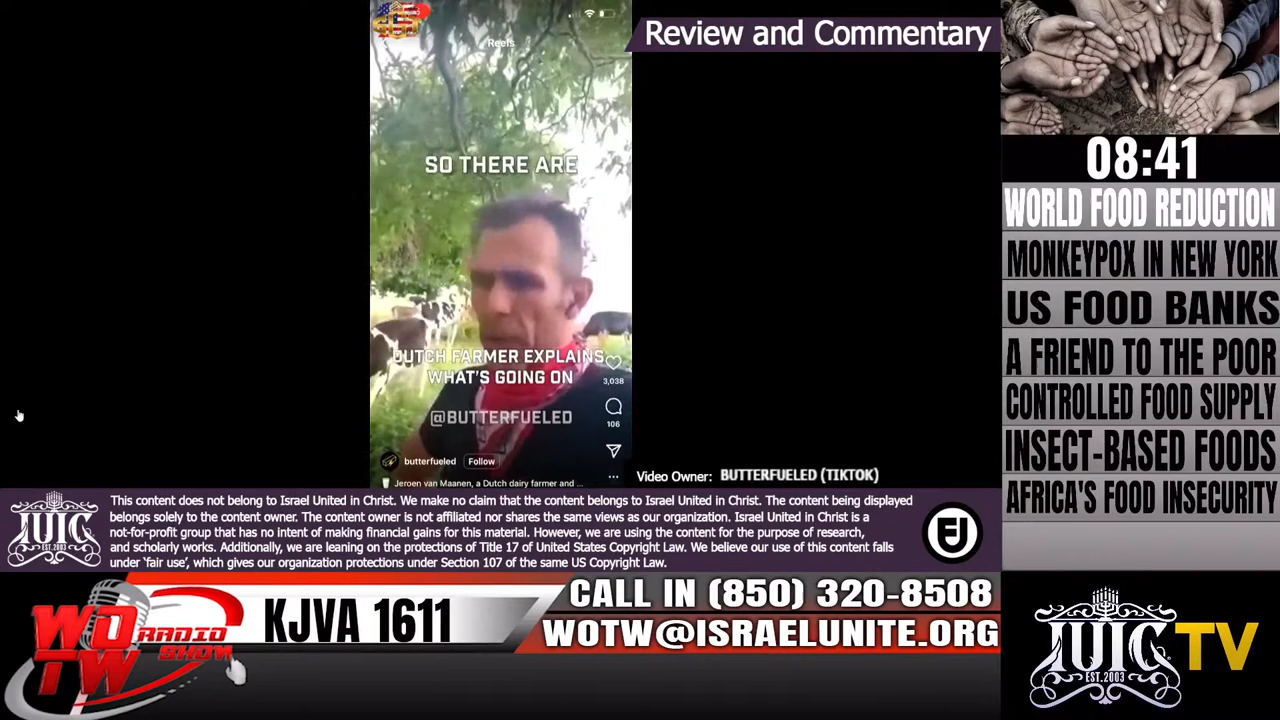 Reels
Review and Commentary
SO THERE ARE
DUTCH FARMER EXPLAINS
WHAT'S GOING ON
@BUTTERFUELED
3,038
106
butterfueled
Follow
Jeroen van Maanen, a Dutch dairy farmer and ...
Video Owner: BUTTERFUELED (TIKTOK)
08:41
WORLD FOOD REDUCTION
MONKEYPOX IN NEW YORK
US FOOD BANKS
A FRIEND TO THE POOR
CONTROLLED FOOD SUPPLY
INSECT-BASED FOODS
AFRICA'S FOOD INSECURITY
IUIC
EST.2003
This content does not belong to Israel United in Christ. We make no claim that the content belongs to Israel United in Christ. The content being displayed
belongs solely to the content owner. The content owner is not affiliated nor shares the same views as our organization. Israel United in Christ is a
not-for-profit group that has no intent of making financial gains for this material. However, we are using the content for the purpose of research,
and scholarly works. Additionally, we are leaning on the protections of Title 17 of United States Copyright Law. We believe our use of this content falls
under 'fair use', which gives our organization protections under Section 107 of the same US Copyright Law.
WOTW
RADIO
SHOW
KJVA 1611
CALL IN (850) 320-8508
WOTW@ISRAELUNITE.ORG
IUIC TV
EST.2003